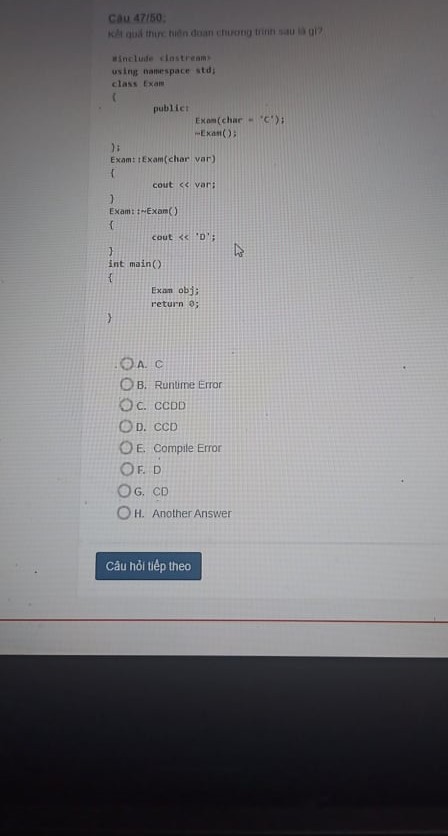 Câu 47/50:
Kết quả thực hiện đoạn chương trình sau là gì?
#include <iostream>
using namespace std;
class Exam
{
public:
Exam(char = 'C');
~Exam();
};
Exam::Exam(char var)
{
cout << var;
}
Exam::~Exam()
{
cout << 'D';
}
int main()
{
Exam obj;
return 0;
}
A. C
B. Runtime Error
C. CCDD
D. CCD
E. Compile Error
F. D
G. CD
H. Another Answer
Câu hỏi tiếp theo